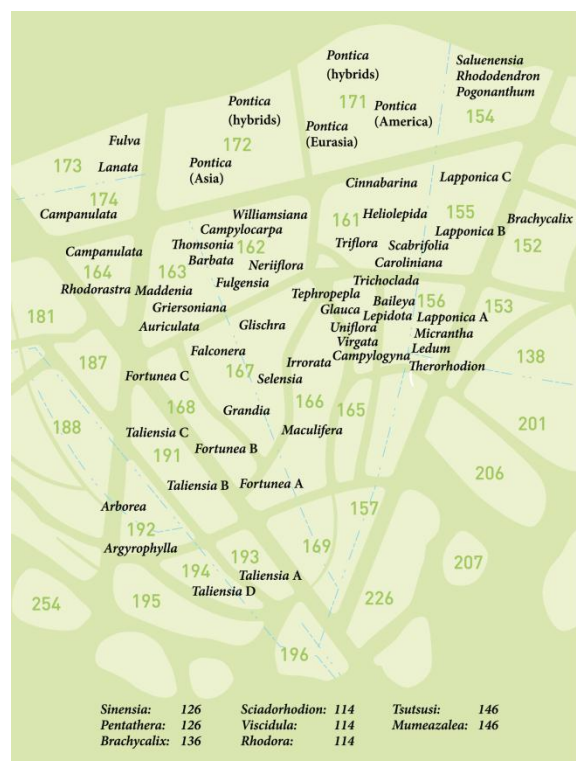 Pontica
(hybrids)
Saluenensia
Rhododendron
Pogonanthum
154
171
Pontica
(hybrids)
Pontica
(America)
Pontica
(Eurasia)
172
Fulva
173
Lanata
Pontica
(Asia)
174
Cinnabarina
Lapponica C
Campanulata
Williamsiana
161
Heliolepida
155
Brachycalix
Campylocarpa
Lapponica B
152
Thomsonia
162
Triflora
Scabrifolia
Campanulata
Barbata
Neriiflora
Caroliniana
164
163
Fulgensia
Trichoclada
Rhodorastra
Maddenia
Tephropepla
Baileya
156
153
181
Griersoniana
Glauca
Lepidota
Lapponica A
Auriculata
Glischra
Uniflora
Micrantha
Virgata
Ledum
187
Falconera
Irrorata
Campylogyna
Therorhodion
138
Fortunea C
167
Selensia
168
Grandia
166
165
201
188
Taliensia C
Maculifera
191
Fortunea B
206
Taliensia B
Fortunea A
157
Arborea
192
Argyrophylla
193
169
207
194
Taliensia A
254
195
Taliensia D
226
196
Sinensia: 126
Sciadorhodion: 114
Tsutsusi: 146
Pentathera: 126
Viscidula: 114
Mumeazalea: 146
Brachycalix: 136
Rhodora: 114